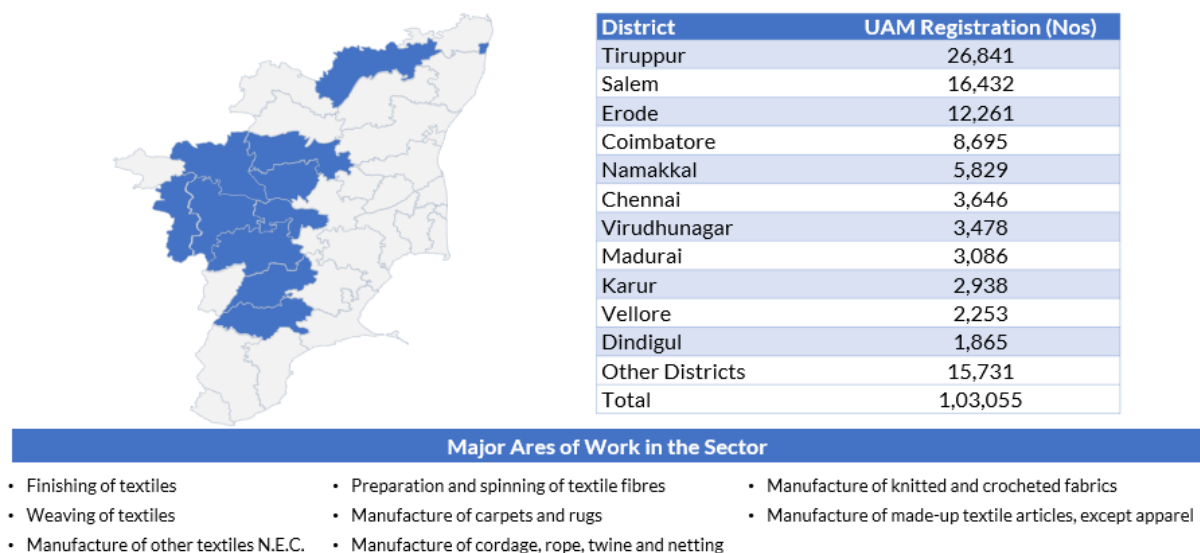 District UAM Registration (Nos)
Tiruppur 26,841
Salem 16,432
Erode 12,261
Coimbatore 8,695
Namakkal 5,829
Chennai 3,646
Virudhunagar 3,478
Madurai 3,086
Karur 2,938
Vellore 2,253
Dindigul 1,865
Other Districts 15,731
Total 1,03,055
Major Ares of Work in the Sector
• Finishing of textiles
• Weaving of textiles
• Manufacture of other textiles N.E.C.
• Preparation and spinning of textile fibres
• Manufacture of carpets and rugs
• Manufacture of cordage, rope, twine and netting
• Manufacture of knitted and crocheted fabrics
• Manufacture of made-up textile articles, except apparel